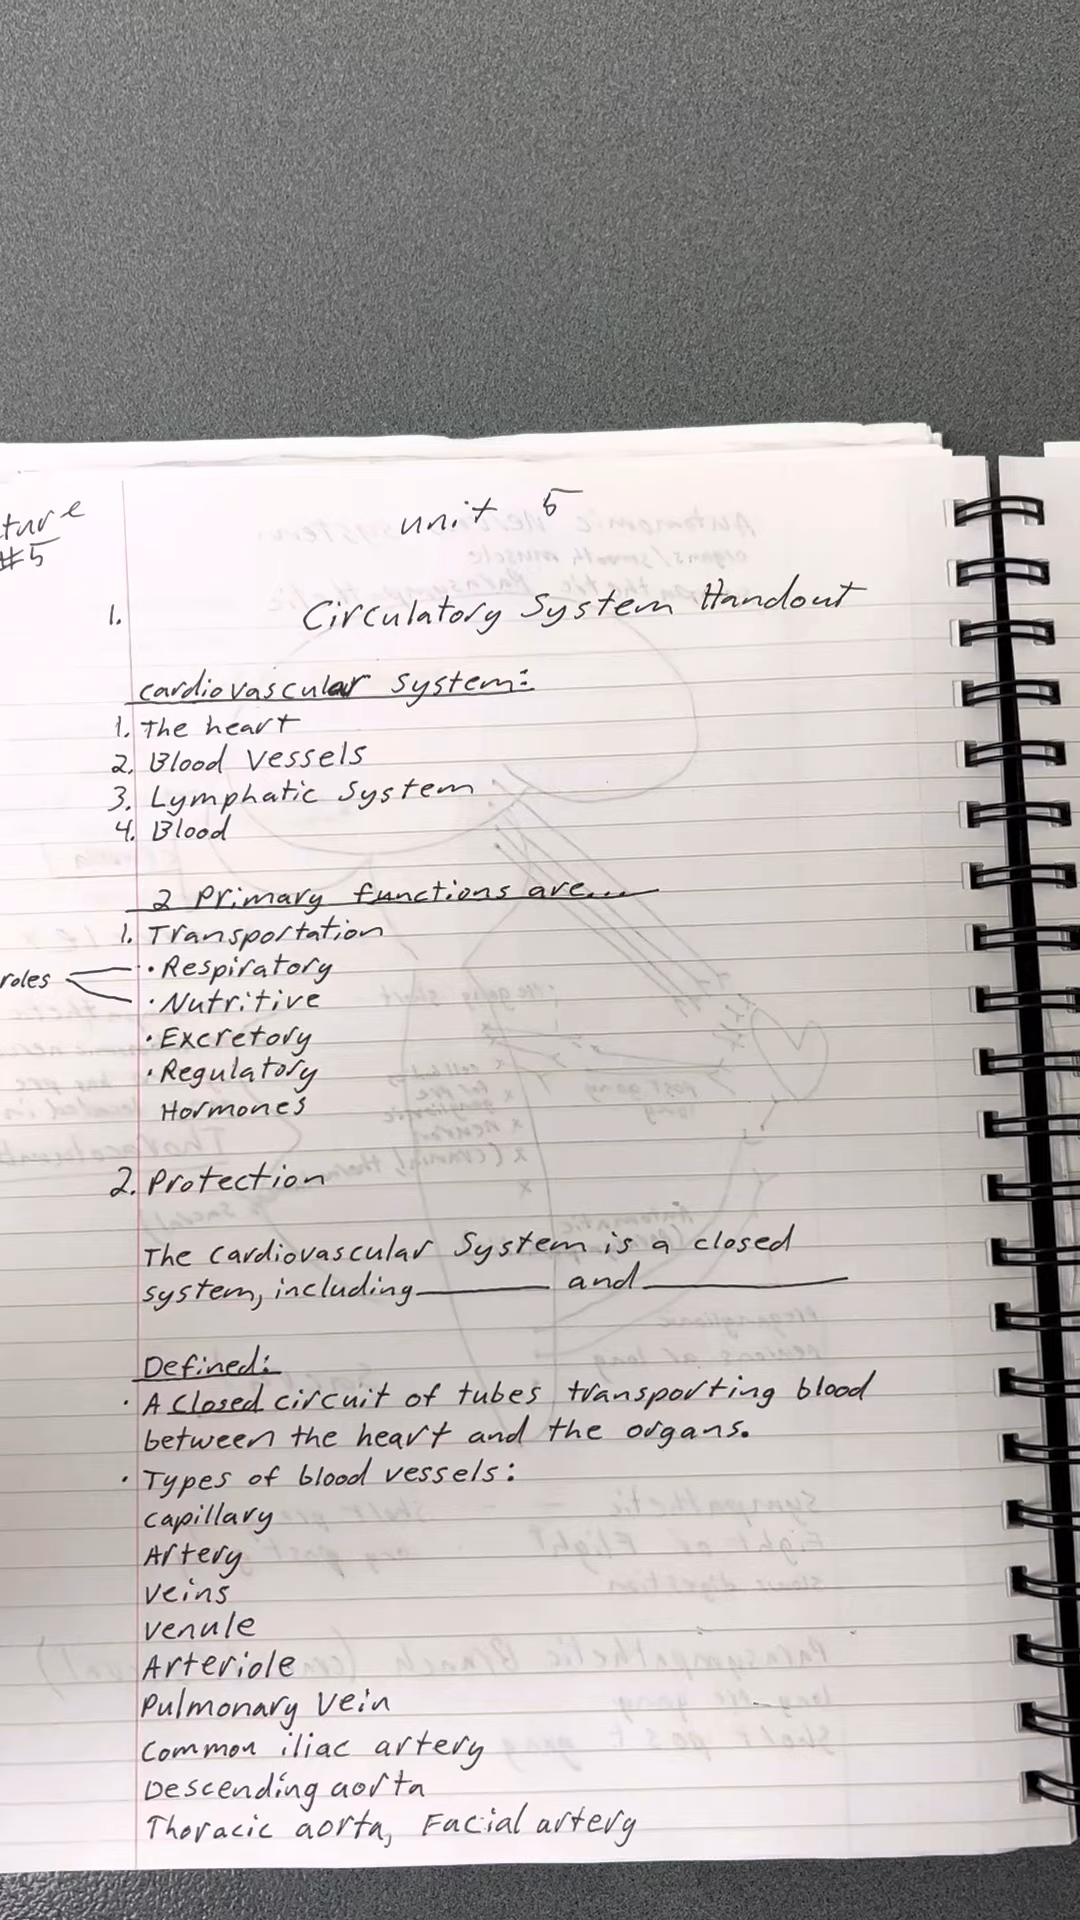 unit 5
#5
1. Circulatory System Handout
cardiovascular system:
1. The heart
2. Blood Vessels
3. Lymphatic System
4. Blood
2 Primary functions are...
1. Transportation
roles
• Respiratory
• Nutritive
• Excretory
• Regulatory
Hormones
2. Protection
The cardiovascular System is a closed
system, including ________ and ________
Defined:
• A Closed circuit of tubes transporting blood
between the heart and the organs.
• Types of blood vessels:
capillary
Artery
veins
venule
Arteriole
Pulmonary Vein
Common iliac artery
Descending aorta
Thoracic aorta, Facial artery